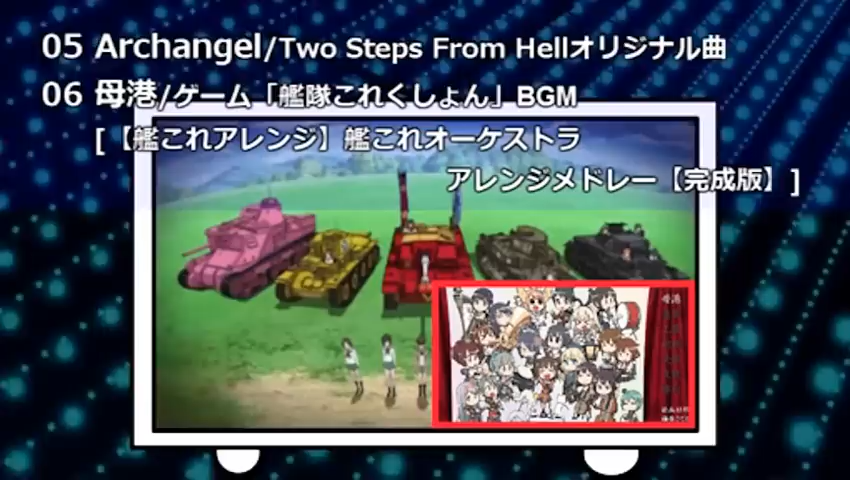 05 Archangel/Two Steps From Hellオリジナル曲
06 母港/ゲーム「艦隊これくしょん」BGM
[【艦これアレンジ】艦これオーケストラ
アレンジメドレー【完成版】]
母港